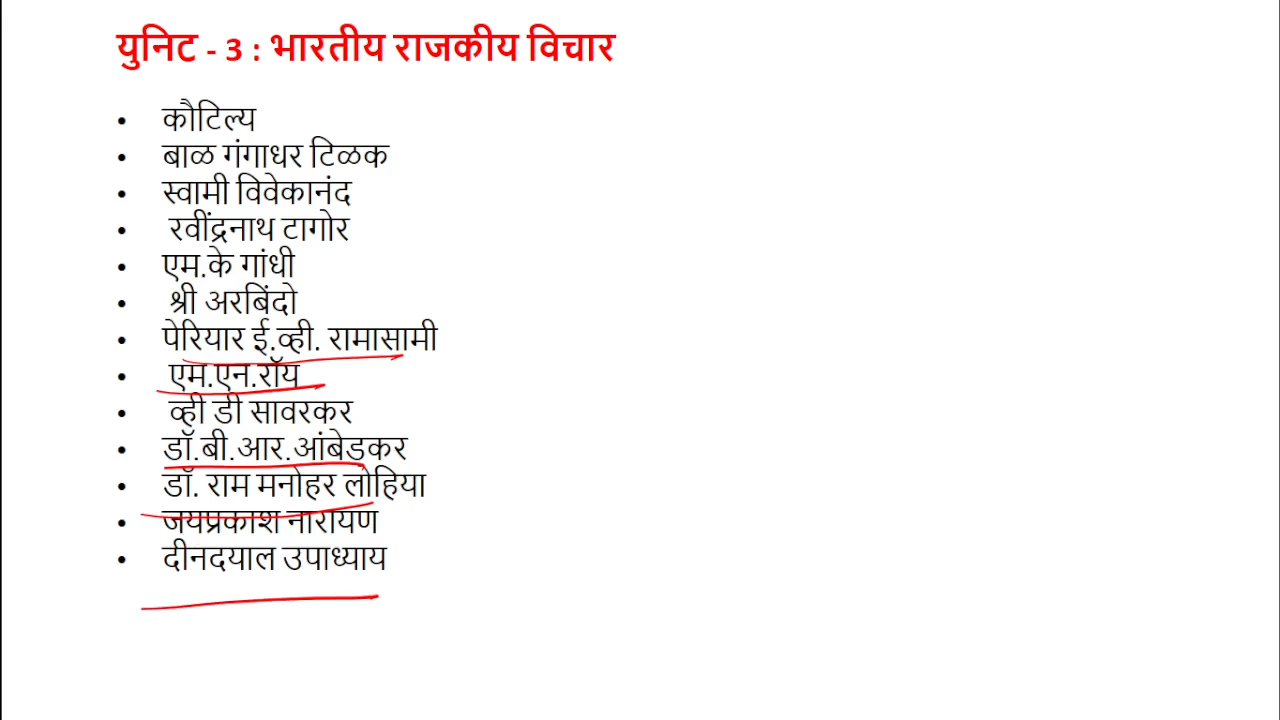 युनिट - 3 : भारतीय राजकीय विचार
• कौटिल्य
• बाळ गंगाधर टिळक
• स्वामी विवेकानंद
• रवींद्रनाथ टागोर
• एम.के गांधी
• श्री अरबिंदो
• पेरियार ई.व्ही. रामासामी
• एम.एन.रॉय
• व्ही डी सावरकर
• डॉ.बी.आर.आंबेडकर
• डॉ. राम मनोहर लोहिया
• जयप्रकाश नारायण
• दीनदयाल उपाध्याय